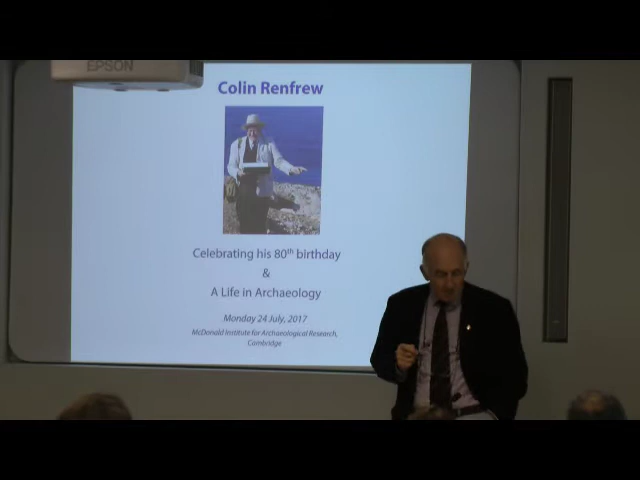 EPSON
Colin Renfrew
Celebrating his 80th birthday
&
A Life in Archaeology
Monday 24 July, 2017
McDonald Institute for Archaeological Research,
Cambridge